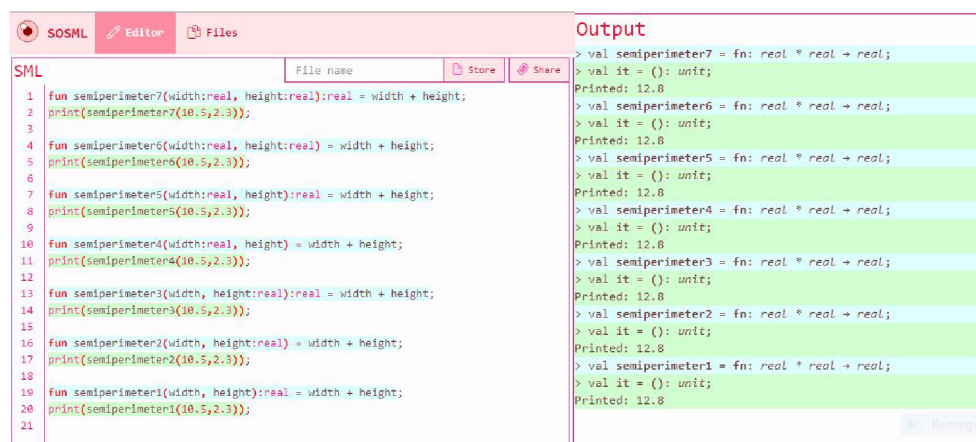 SOSML
Editor
Files
SML
File name
Store
Share
1 fun semiperimeter7(width:real, height:real):real = width + height;
2 print(semiperimeter7(10.5,2.3));
3
4 fun semiperimeter6(width:real, height:real) = width + height;
5 print(semiperimeter6(10.5,2.3));
6
7 fun semiperimeter5(width:real, height):real = width + height;
8 print(semiperimeter5(10.5,2.3));
9
10 fun semiperimeter4(width:real, height) = width + height;
11 print(semiperimeter4(10.5,2.3));
12
13 fun semiperimeter3(width, height:real):real = width + height;
14 print(semiperimeter3(10.5,2.3));
15
16 fun semiperimeter2(width, height:real) = width + height;
17 print(semiperimeter2(10.5,2.3));
18
19 fun semiperimeter1(width, height):real = width + height;
20 print(semiperimeter1(10.5,2.3));
21
Output
> val semiperimeter7 = fn: real * real → real;
> val it = (): unit;
Printed: 12.8
> val semiperimeter6 = fn: real * real → real;
> val it = (): unit;
Printed: 12.8
> val semiperimeter5 = fn: real * real → real;
> val it = (): unit;
Printed: 12.8
> val semiperimeter4 = fn: real * real → real;
> val it = (): unit;
Printed: 12.8
> val semiperimeter3 = fn: real * real → real;
> val it = (): unit;
Printed: 12.8
> val semiperimeter2 = fn: real * real → real;
> val it = (): unit;
Printed: 12.8
> val semiperimeter1 = fn: real * real → real;
> val it = (): unit;
Printed: 12.8